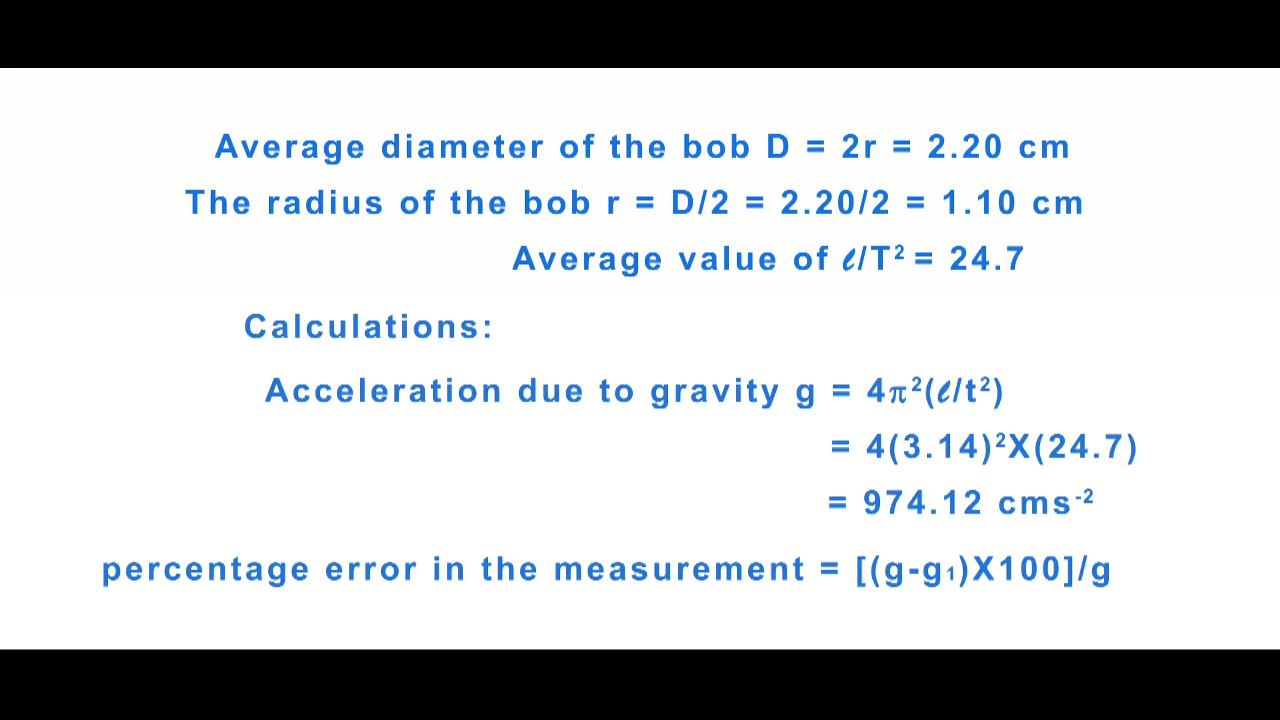 Average diameter of the bob D = 2r = 2.20 cm
The radius of the bob r = D/2 = 2.20/2 = 1.10 cm
Average value of ℓ/T² = 24.7
Calculations:
Acceleration due to gravity g = 4π²(ℓ/t²)
= 4(3.14)²X(24.7)
= 974.12 cms⁻²
percentage error in the measurement = [(g-g₁)X100]/g